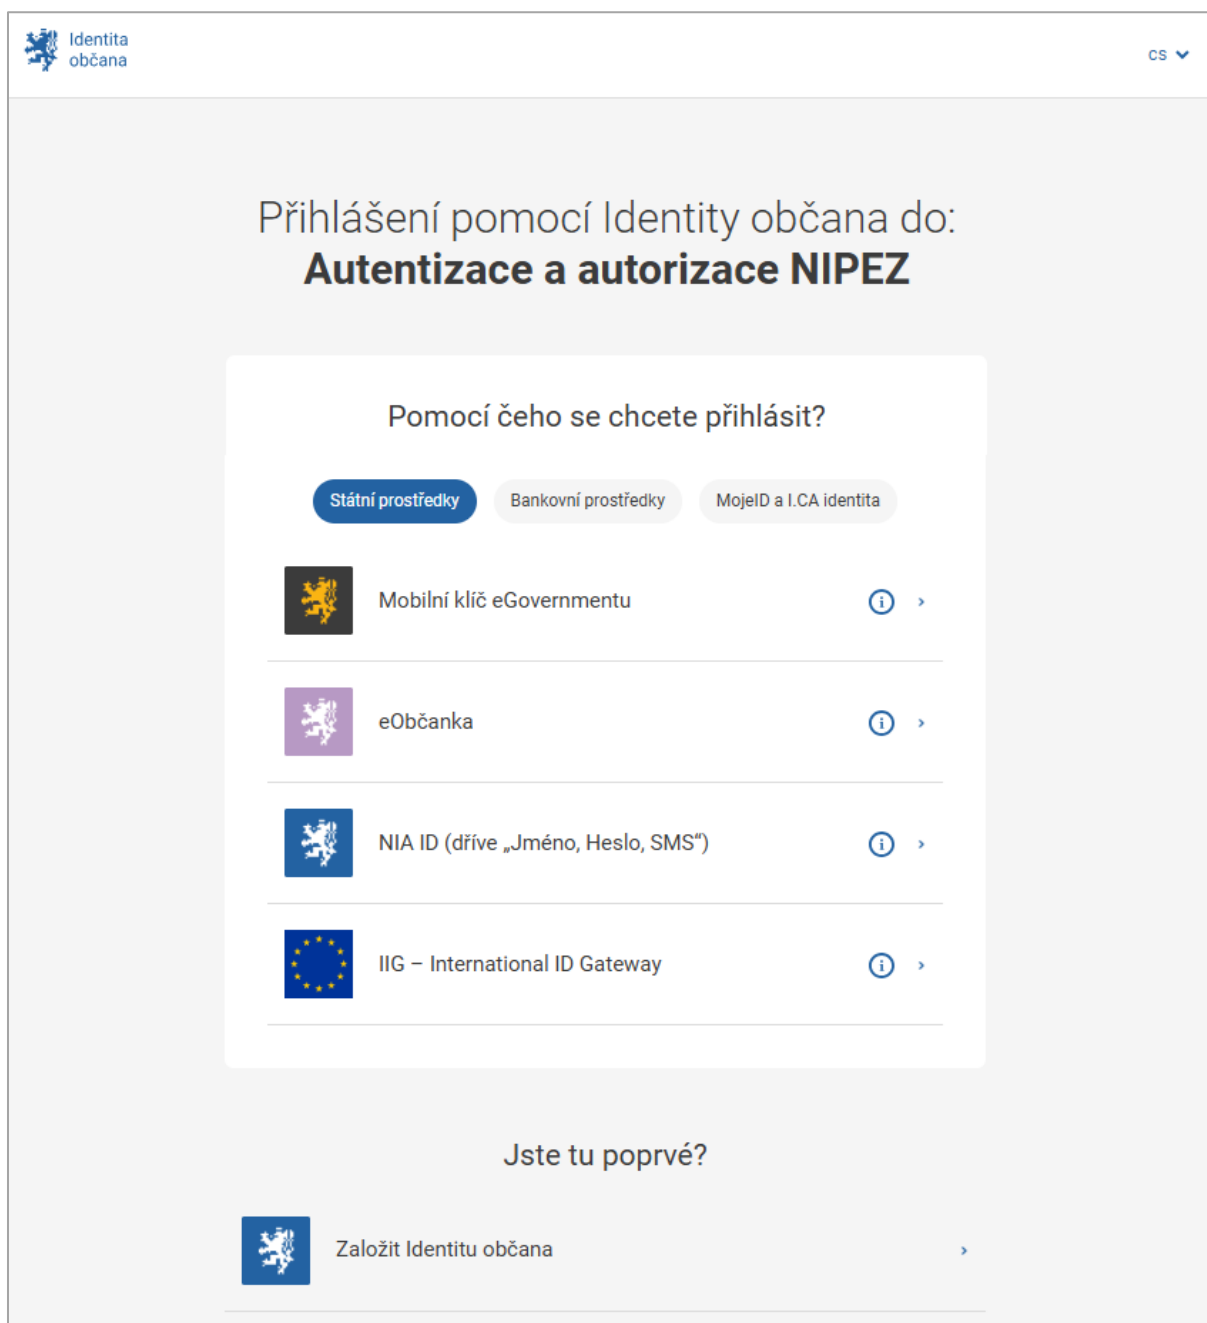 Identita
občana
cs
Přihlášení pomocí Identity občana do:
Autentizace a autorizace NIPEZ
Pomocí čeho se chcete přihlásit?
Státní prostředky
Bankovní prostředky
MojeID a I.CA identita
Mobilní klíč eGovernmentu
eObčanka
NIA ID (dříve „Jméno, Heslo, SMS“)
IIG – International ID Gateway
Jste tu poprvé?
Založit Identitu občana